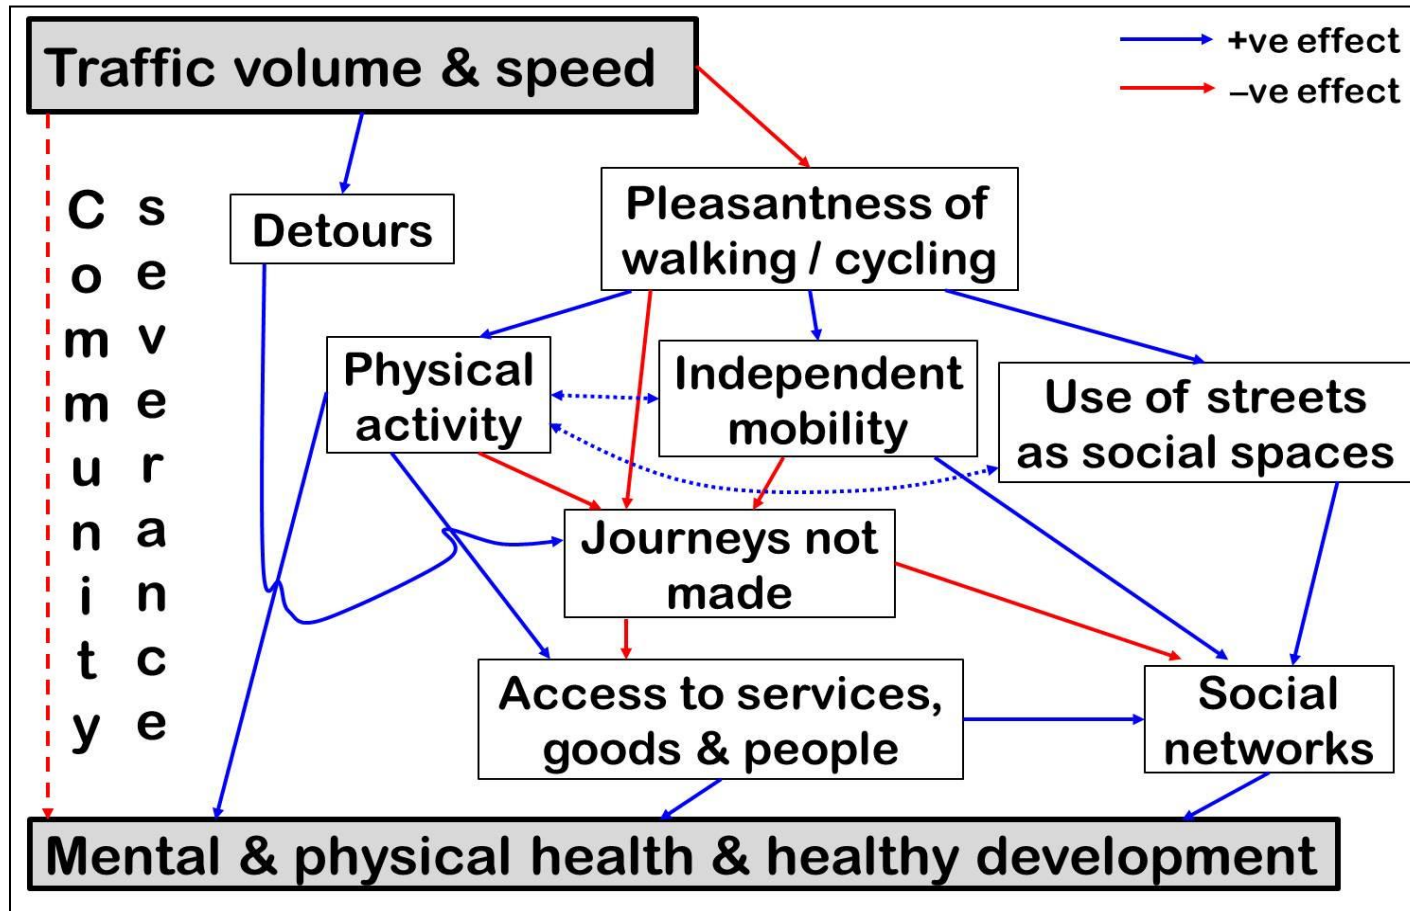 Traffic volume & speed
+ve effect
–ve effect
Community
severance
Detours
Pleasantness of
walking / cycling
Physical
activity
Independent
mobility
Use of streets
as social spaces
Journeys not
made
Access to services,
goods & people
Social
networks
Mental & physical health & healthy development